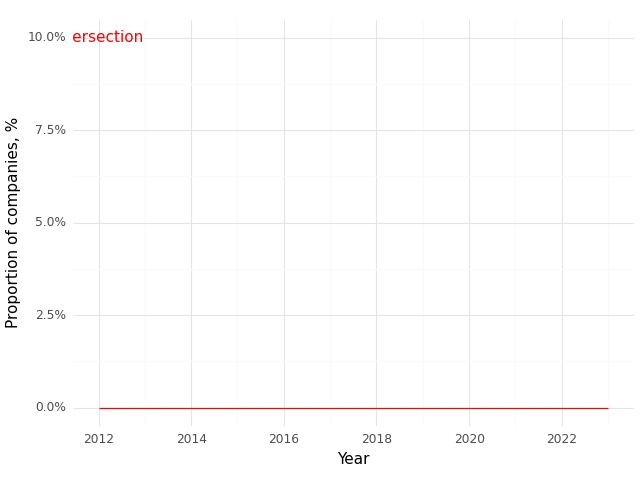 10.0%
ersection
7.5%
5.0%
2.5%
0.0%
Proportion of companies, %
2012 2014 2016 2018 2020 2022
Year